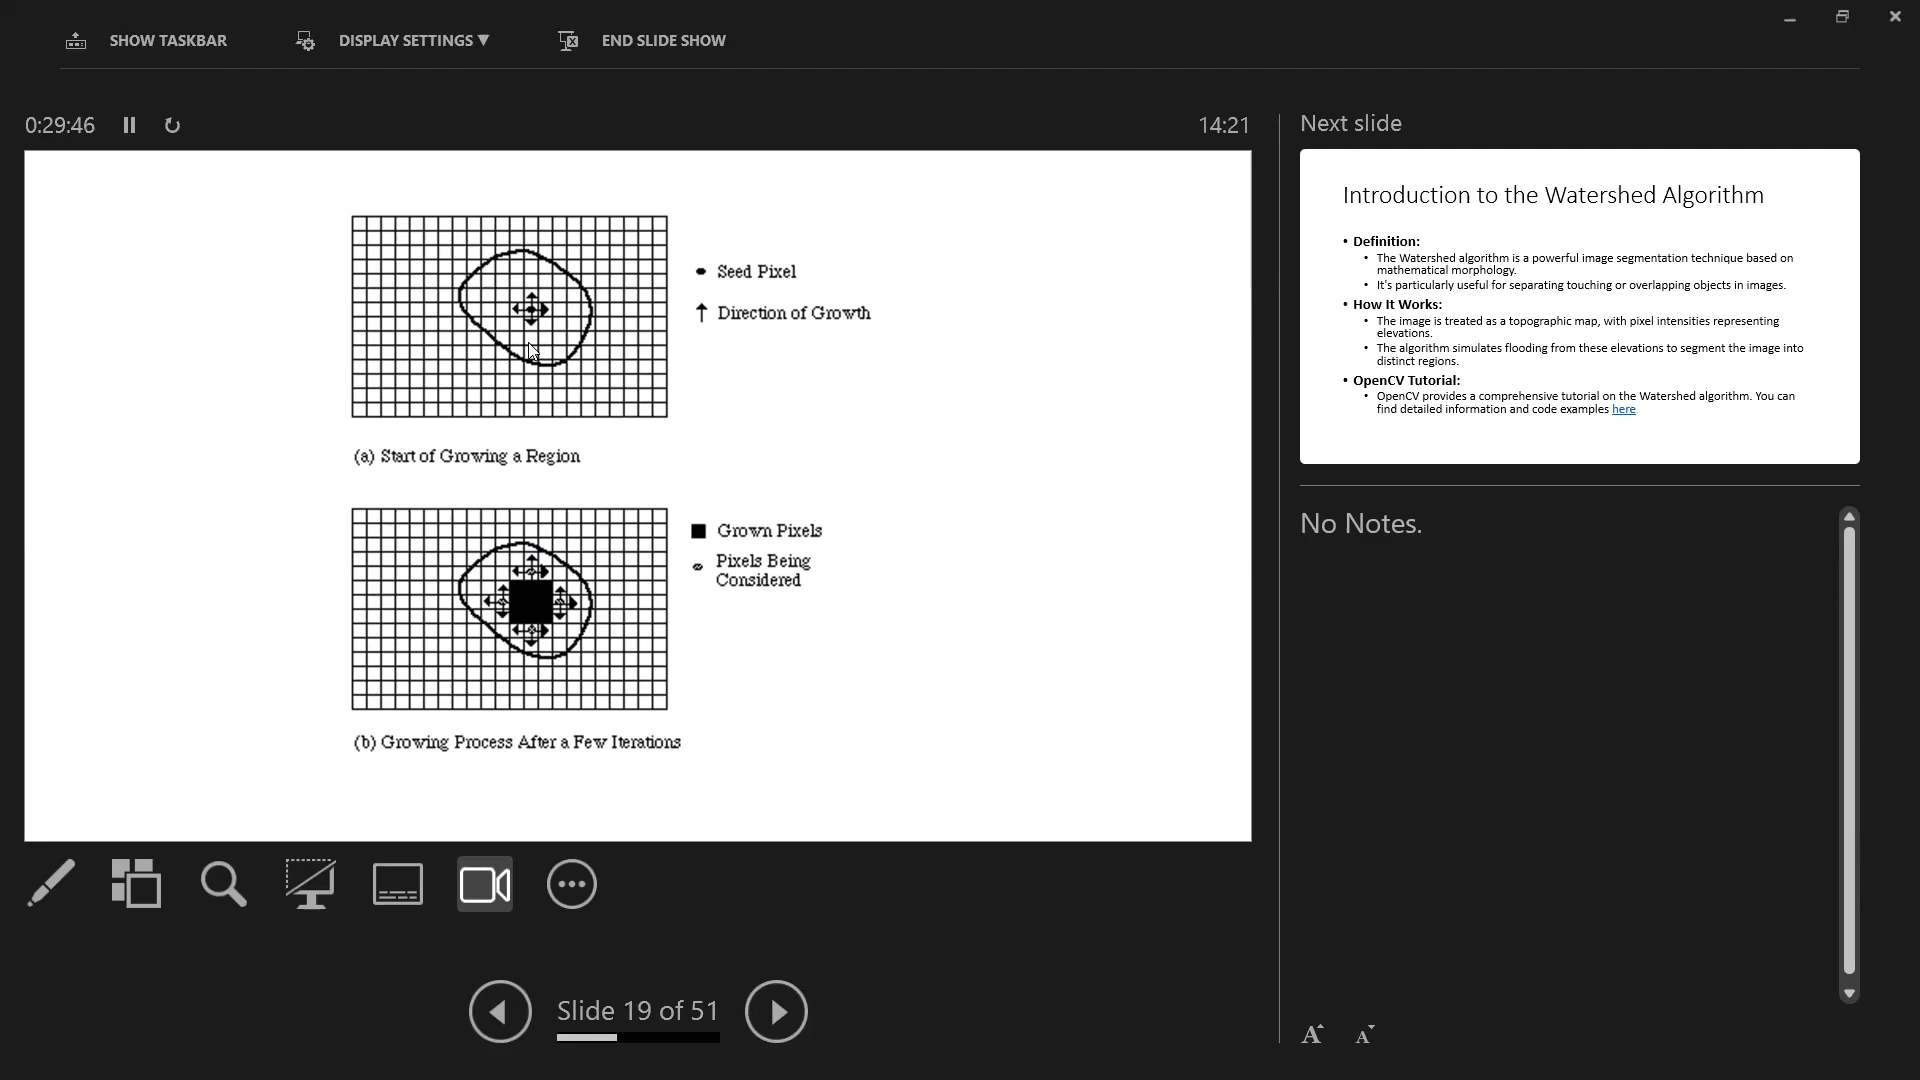 SHOW TASKBAR
DISPLAY SETTINGS ▼
END SLIDE SHOW
0:29:46
14:21
Seed Pixel
Direction of Growth
(a) Start of Growing a Region
Grown Pixels
Pixels Being
Considered
(b) Growing Process After a Few Iterations
Slide 19 of 51
Next slide
Introduction to the Watershed Algorithm
• Definition:
• The Watershed algorithm is a powerful image segmentation technique based on
mathematical morphology.
• It's particularly useful for separating touching or overlapping objects in images.
• How It Works:
• The image is treated as a topographic map, with pixel intensities representing
elevations.
• The algorithm simulates flooding from these elevations to segment the image into
distinct regions.
• OpenCV Tutorial:
• OpenCV provides a comprehensive tutorial on the Watershed algorithm. You can
find detailed information and code examples here
No Notes.
A A